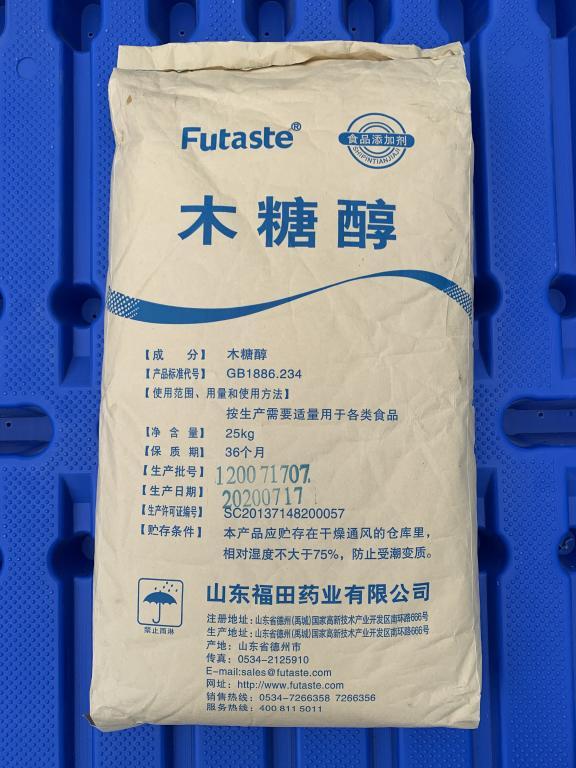 Futaste®
食品添加剂
SHIPINTIANJIAJI
木糖醇
【成 分】 木糖醇
【产品标准代号】 GB1886.234
【使用范围、用量和使用方法】
按生产需要适量用于各类食品
【净 含 量】 25kg
【保 质 期】 36个月
【生产批号】 120071707
【生产日期】 20200717
【生产许可证编号】 SC20137148200057
【贮存条件】 本产品应贮存在干燥通风的仓库里,
相对湿度不大于75%,防止受潮变质。
禁止雨淋
山东福田药业有限公司
注册地址:山东省德州(禹城)国家高新技术产业开发区南环路666号
生产地址:山东省德州(禹城)国家高新技术产业开发区南环路666号
产地:山东省德州市
传真:0534-2125910
E-mail:sales@futaste.com
网址:http://www.futaste.com
销售热线:0534-7266358 7266356
服务热线:400 811 5011